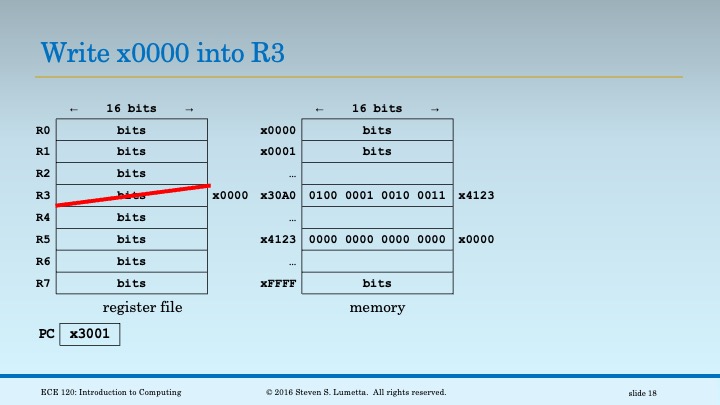 Write x0000 into R3
← 16 bits → ← 16 bits →
R0 bits x0000 bits
R1 bits x0001 bits
R2 bits …
R3 bits x0000 x30A0 0100 0001 0010 0011 x4123
R4 bits …
R5 bits x4123 0000 0000 0000 0000 x0000
R6 bits …
R7 bits xFFFF bits
register file memory
PC x3001
ECE 120: Introduction to Computing © 2016 Steven S. Lumetta. All rights reserved. slide 18